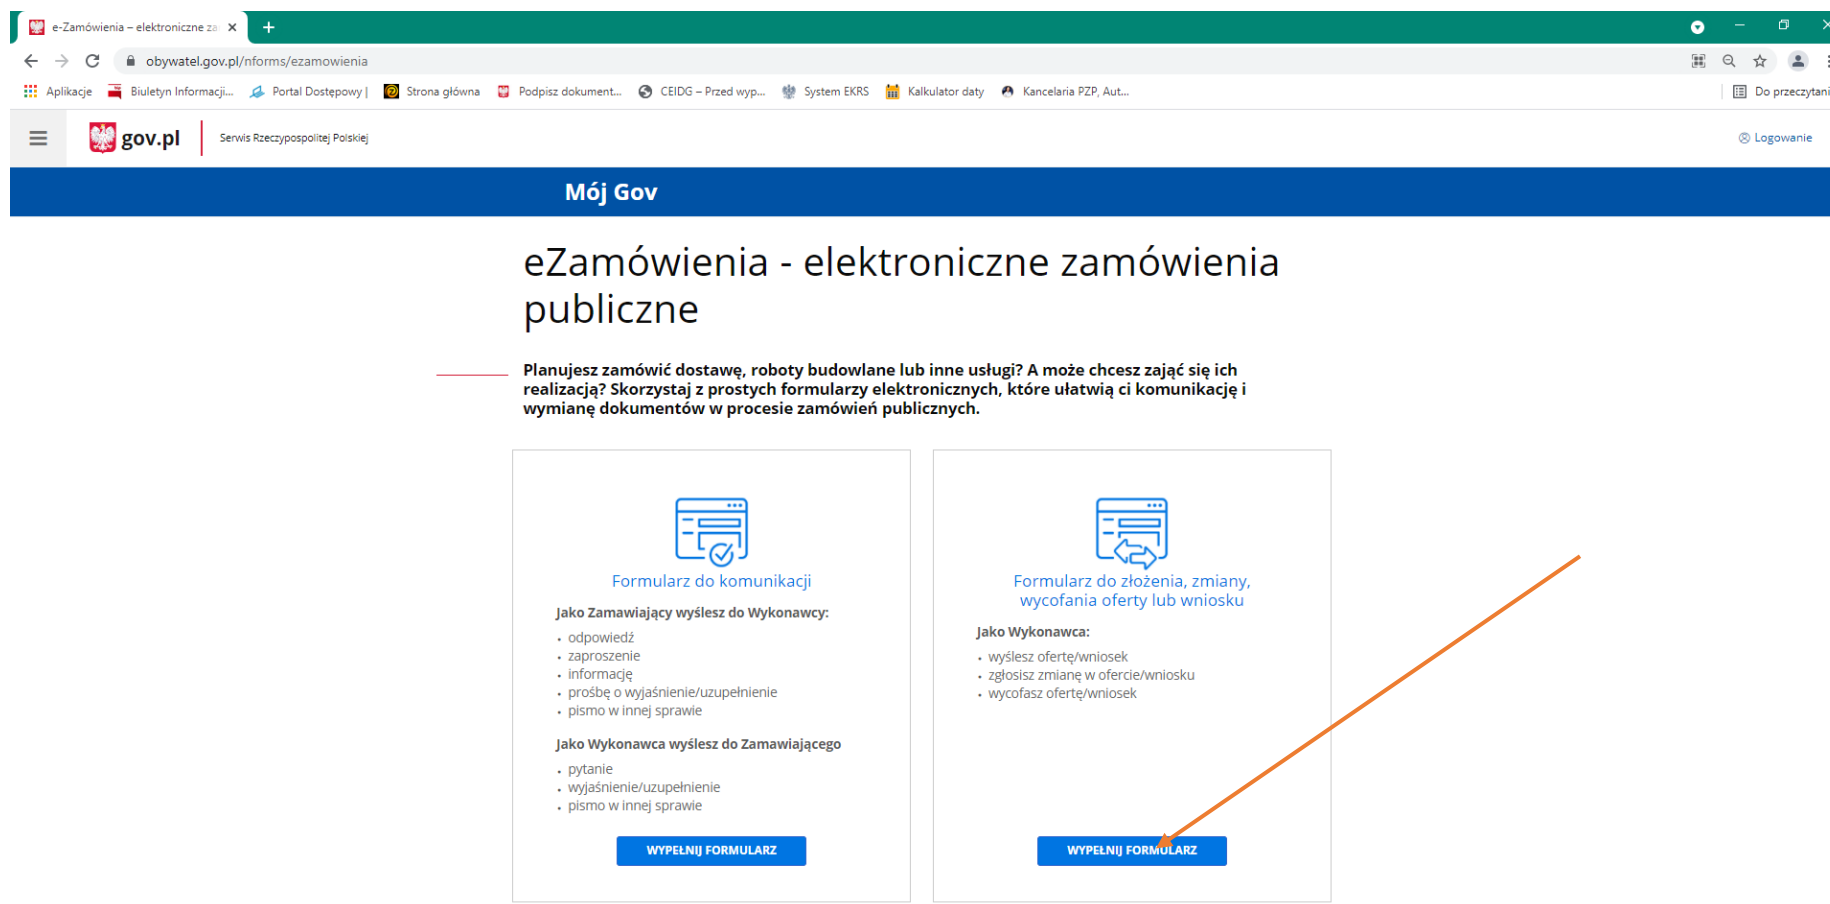 e-Zamówienia – elektroniczne za
obywatel.gov.pl/nforms/ezamowienia
Aplikacje
Biuletyn Informacji...
Portal Dostępowy |
Strona główna
Podpisz dokument...
CEIDG – Przed wyp...
System EKRS
Kalkulator daty
Kancelaria PZP, Aut...
Do przeczytani
gov.pl
Serwis Rzeczypospolitej Polskiej
Logowanie
Mój Gov
eZamówienia - elektroniczne zamówienia
publiczne
Planujesz zamówić dostawę, roboty budowlane lub inne usługi? A może chcesz zająć się ich
realizacją? Skorzystaj z prostych formularzy elektronicznych, które ułatwią ci komunikację i
wymianę dokumentów w procesie zamówień publicznych.
Formularz do komunikacji
Jako Zamawiający wyślesz do Wykonawcy:
• odpowiedź
• zaproszenie
• informację
• prośbę o wyjaśnienie/uzupełnienie
• pismo w innej sprawie
Jako Wykonawca wyślesz do Zamawiającego
• pytanie
• wyjaśnienie/uzupełnienie
• pismo w innej sprawie
WYPEŁNIJ FORMULARZ
Formularz do złożenia, zmiany,
wycofania oferty lub wniosku
Jako Wykonawca:
• wyślesz ofertę/wniosek
• zgłosisz zmianę w ofercie/wniosku
• wycofasz ofertę/wniosek
WYPEŁNIJ FORMULARZ